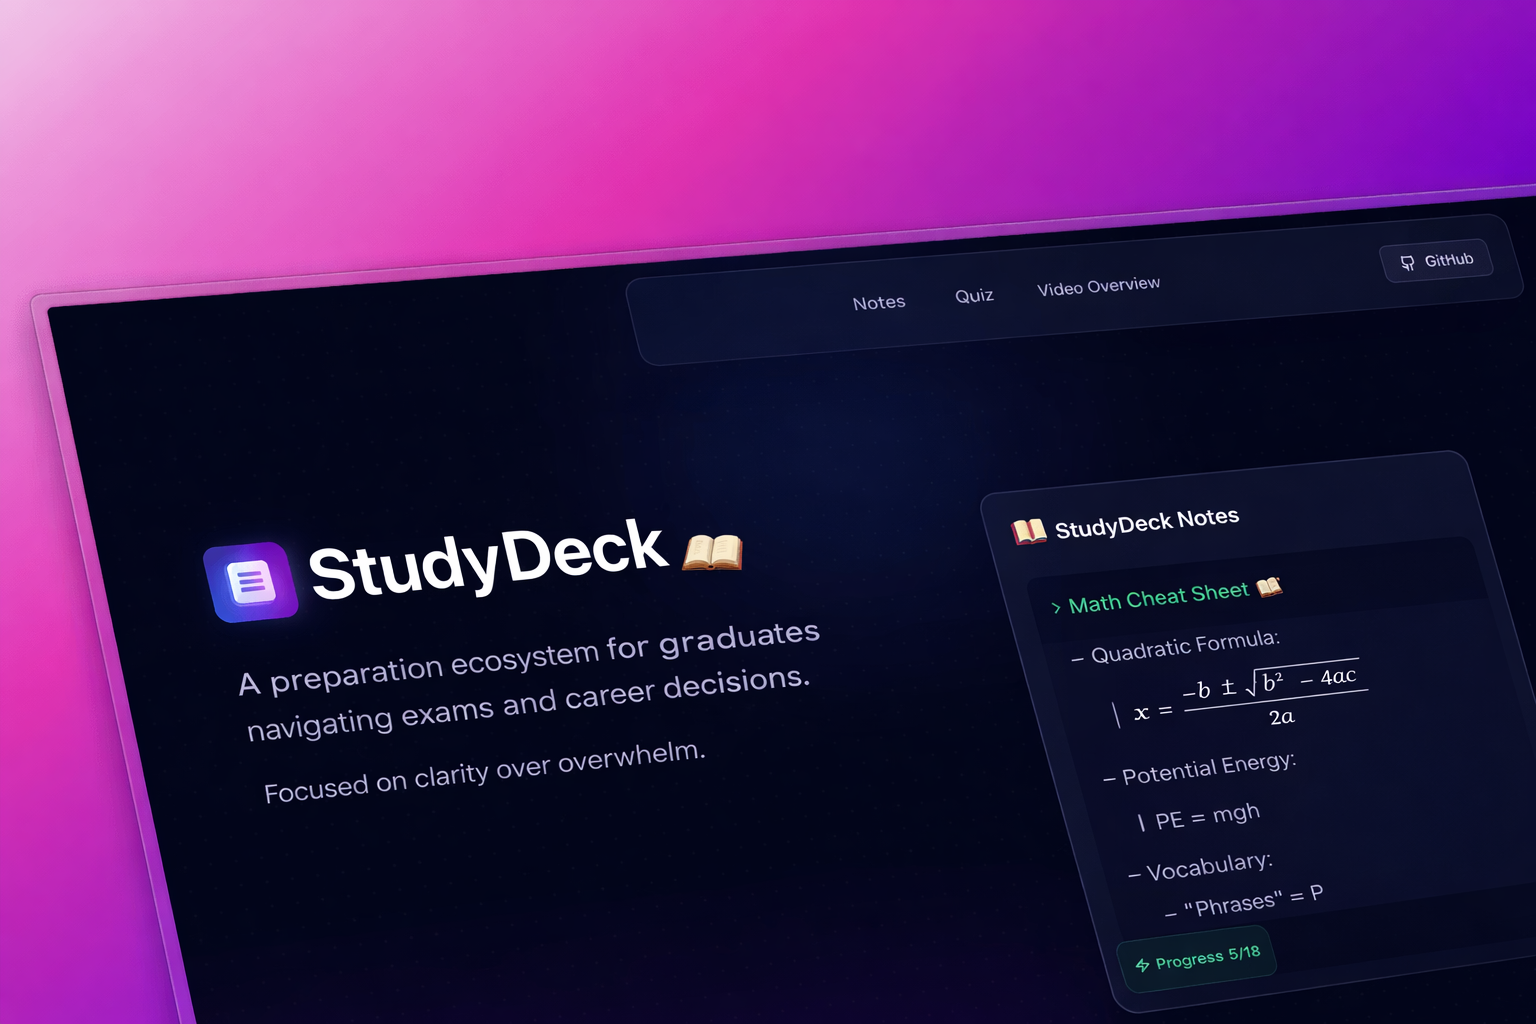 Notes Quiz Video Overview GitHub
StudyDeck
A preparation ecosystem for graduates
navigating exams and career decisions.
Focused on clarity over overwhelm.
StudyDeck Notes
> Math Cheat Sheet
– Quadratic Formula:
x = (−b ± √(b² − 4ac)) / 2a
– Potential Energy:
| PE = mgh
– Vocabulary:
– "Phrases" = P
Progress 5/18